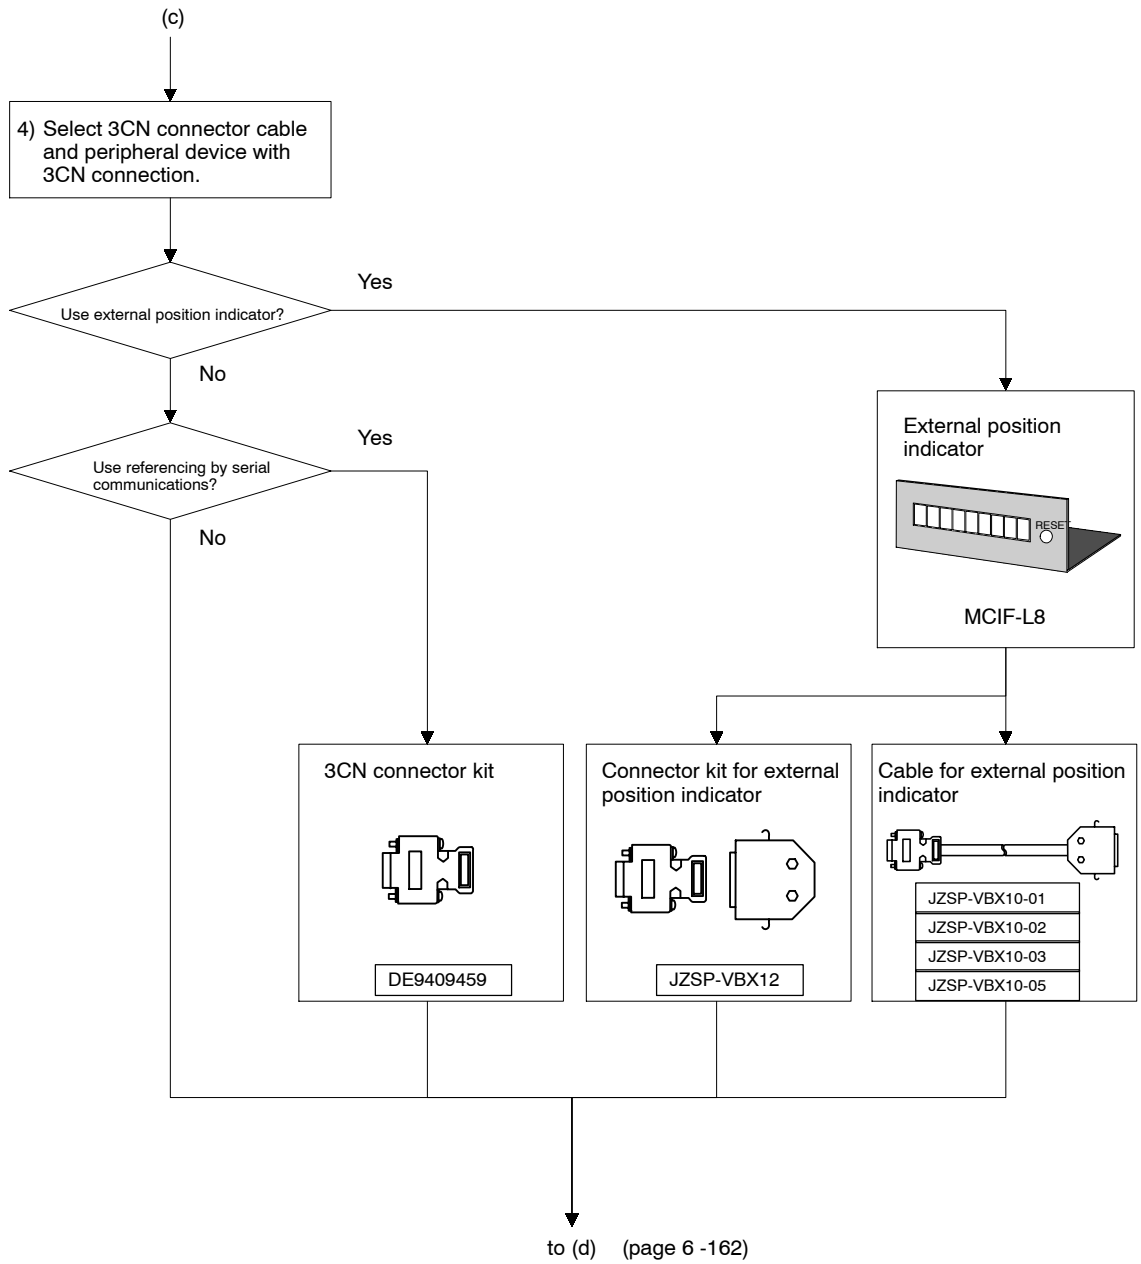 (c)
4) Select 3CN connector cable
and peripheral device with
3CN connection.
Use external position indicator?
Yes
No
Use referencing by serial
communications?
Yes
No
External position
indicator
RESET
MCIF-L8
3CN connector kit
DE9409459
Connector kit for external
position indicator
JZSP-VBX12
Cable for external position
indicator
JZSP-VBX10-01
JZSP-VBX10-02
JZSP-VBX10-03
JZSP-VBX10-05
to (d) (page 6 -162)